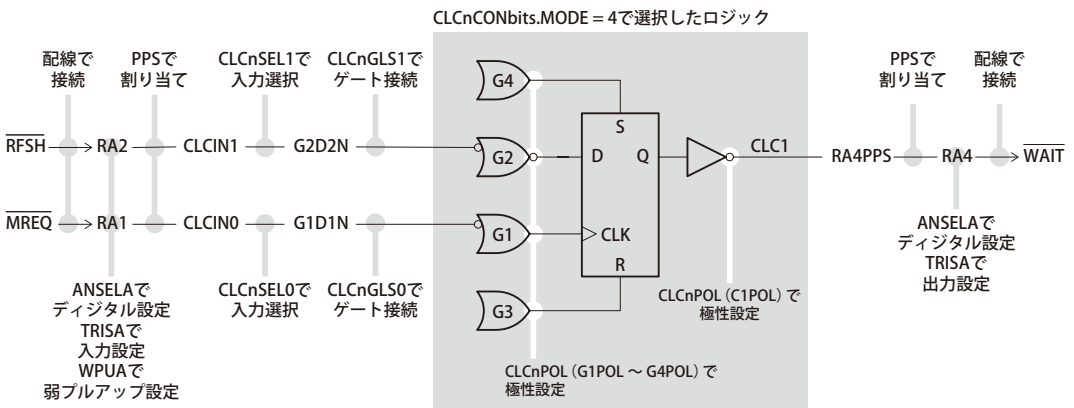 CLCnCONbits.MODE = 4で選択したロジック
配線で
接続
PPSで
割り当て
CLCnSEL1で
入力選択
CLCnGLS1で
ゲート接続
PPSで
割り当て
配線で
接続
G4
S
RFSH
RA2
CLCIN1
G2D2N
G2
D
Q
CLC1
RA4PPS
RA4
WAIT
MREQ
RA1
CLCIN0
G1D1N
G1
CLK
R
G3
ANSELAで
ディジタル設定
TRISAで
入力設定
WPUAで
弱プルアップ設定
CLCnSEL0で
入力選択
CLCnGLS0で
ゲート接続
CLCnPOL（C1POL）で
極性設定
CLCnPOL（G1POL ～ G4POL）で
極性設定
ANSELAで
ディジタル設定
TRISAで
出力設定